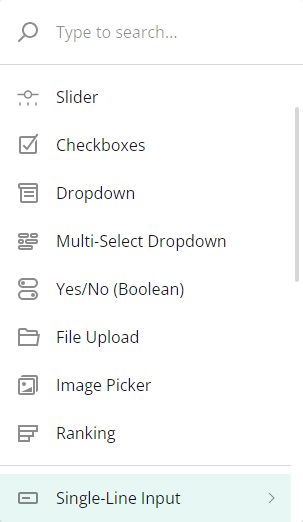 Type to search...
Slider
Checkboxes
Dropdown
Multi-Select Dropdown
Yes/No (Boolean)
File Upload
Image Picker
Ranking
Single-Line Input